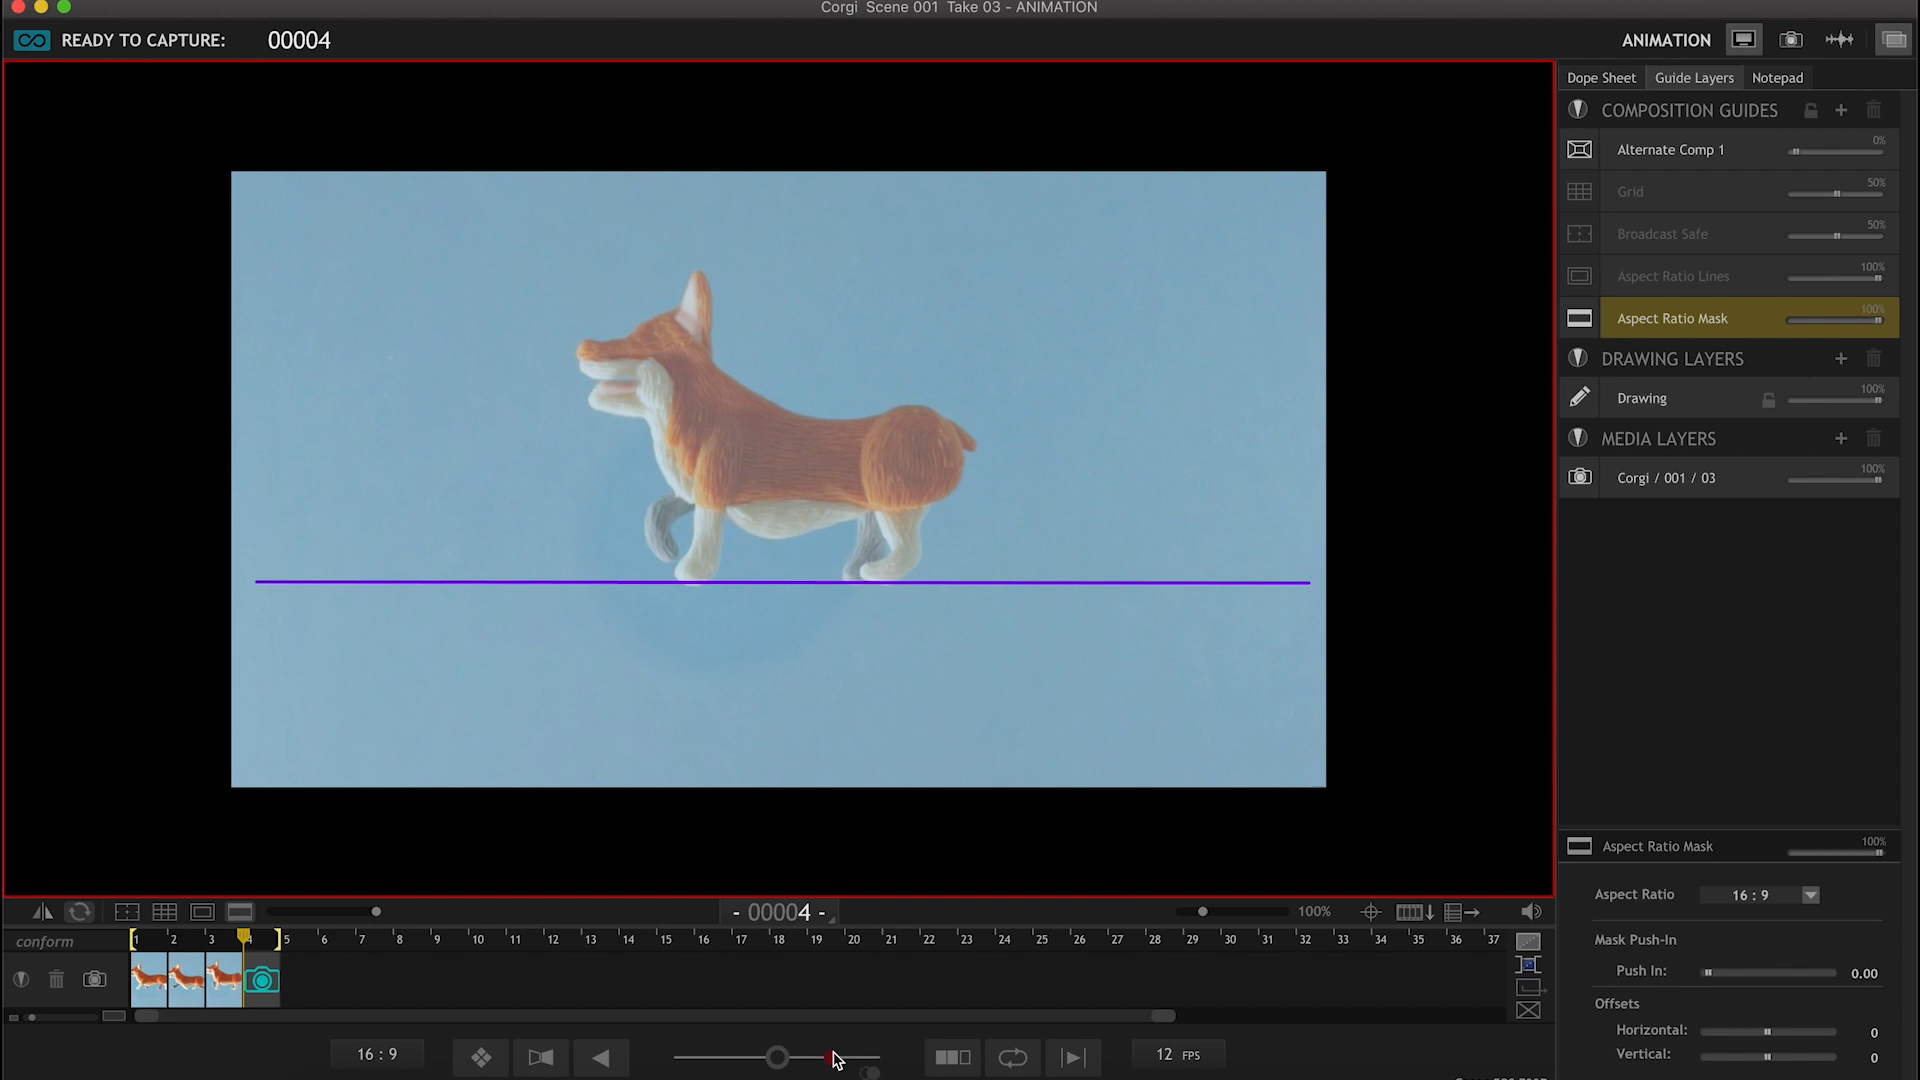 Corgi Scene 001 Take 03 - ANIMATION
READY TO CAPTURE: 00004
ANIMATION
Dope Sheet Guide Layers Notepad
COMPOSITION GUIDES
Alternate Comp 1 0%
Grid 50%
Broadcast Safe 50%
Aspect Ratio Lines 100%
Aspect Ratio Mask 100%
DRAWING LAYERS
Drawing 100%
MEDIA LAYERS
Corgi / 001 / 03 100%
Aspect Ratio Mask 100%
Aspect Ratio 16 : 9
Mask Push-In
Push In: 0.00
Offsets
Horizontal: 0
Vertical: 0
- 00004 -
100%
conform
1 2 3 4 5 6 7 8 9 10 11 12 13 14 15 16 17 18 19 20 21 22 23 24 25 26 27 28 29 30 31 32 33 34 35 36 37
16 : 9
12 FPS